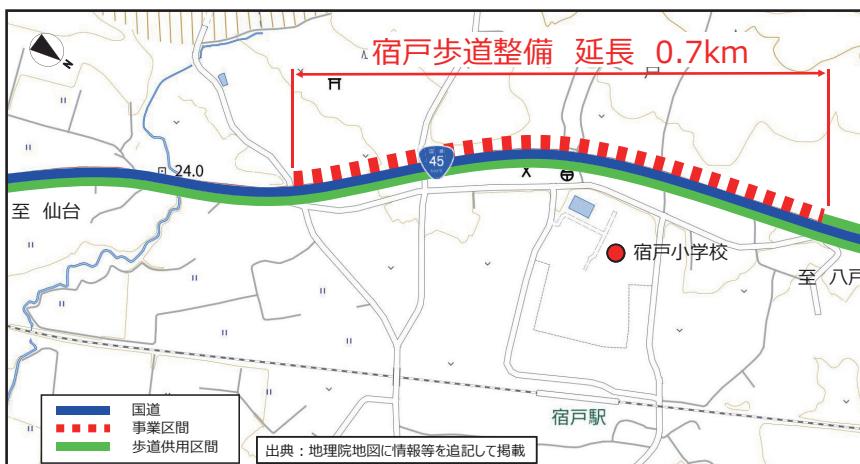 宿戸歩道整備 延長 0.7km
N
国道
45
24.0
至 仙台
宿戸小学校
至 八戸
宿戸駅
国道
事業区間
歩道供用区間
出典：地理院地図に情報等を追記して掲載